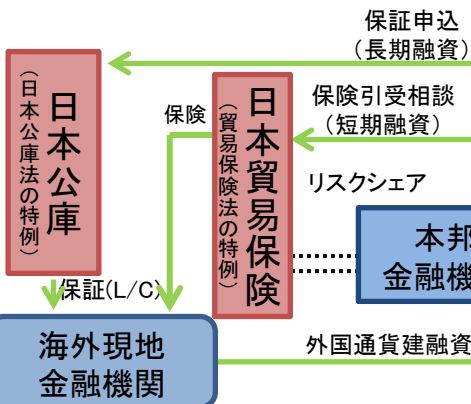 保証申込
（長期融資）
日本公庫
（日本公庫法の特例）
保険
日本貿易保険
（貿易保険法の特例）
保険引受相談
（短期融資）
リスクシェア
本邦
金融機
保証(L/C)
海外現地
金融機関
外国通貨建融資